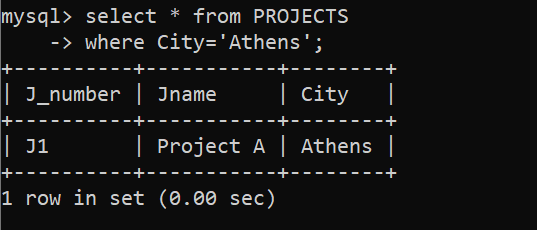 mysql> select * from PROJECTS
    -> where City='Athens';
+----------+-----------+--------+
| J_number | Jname     | City   |
+----------+-----------+--------+
| J1       | Project A | Athens |
+----------+-----------+--------+
1 row in set (0.00 sec)